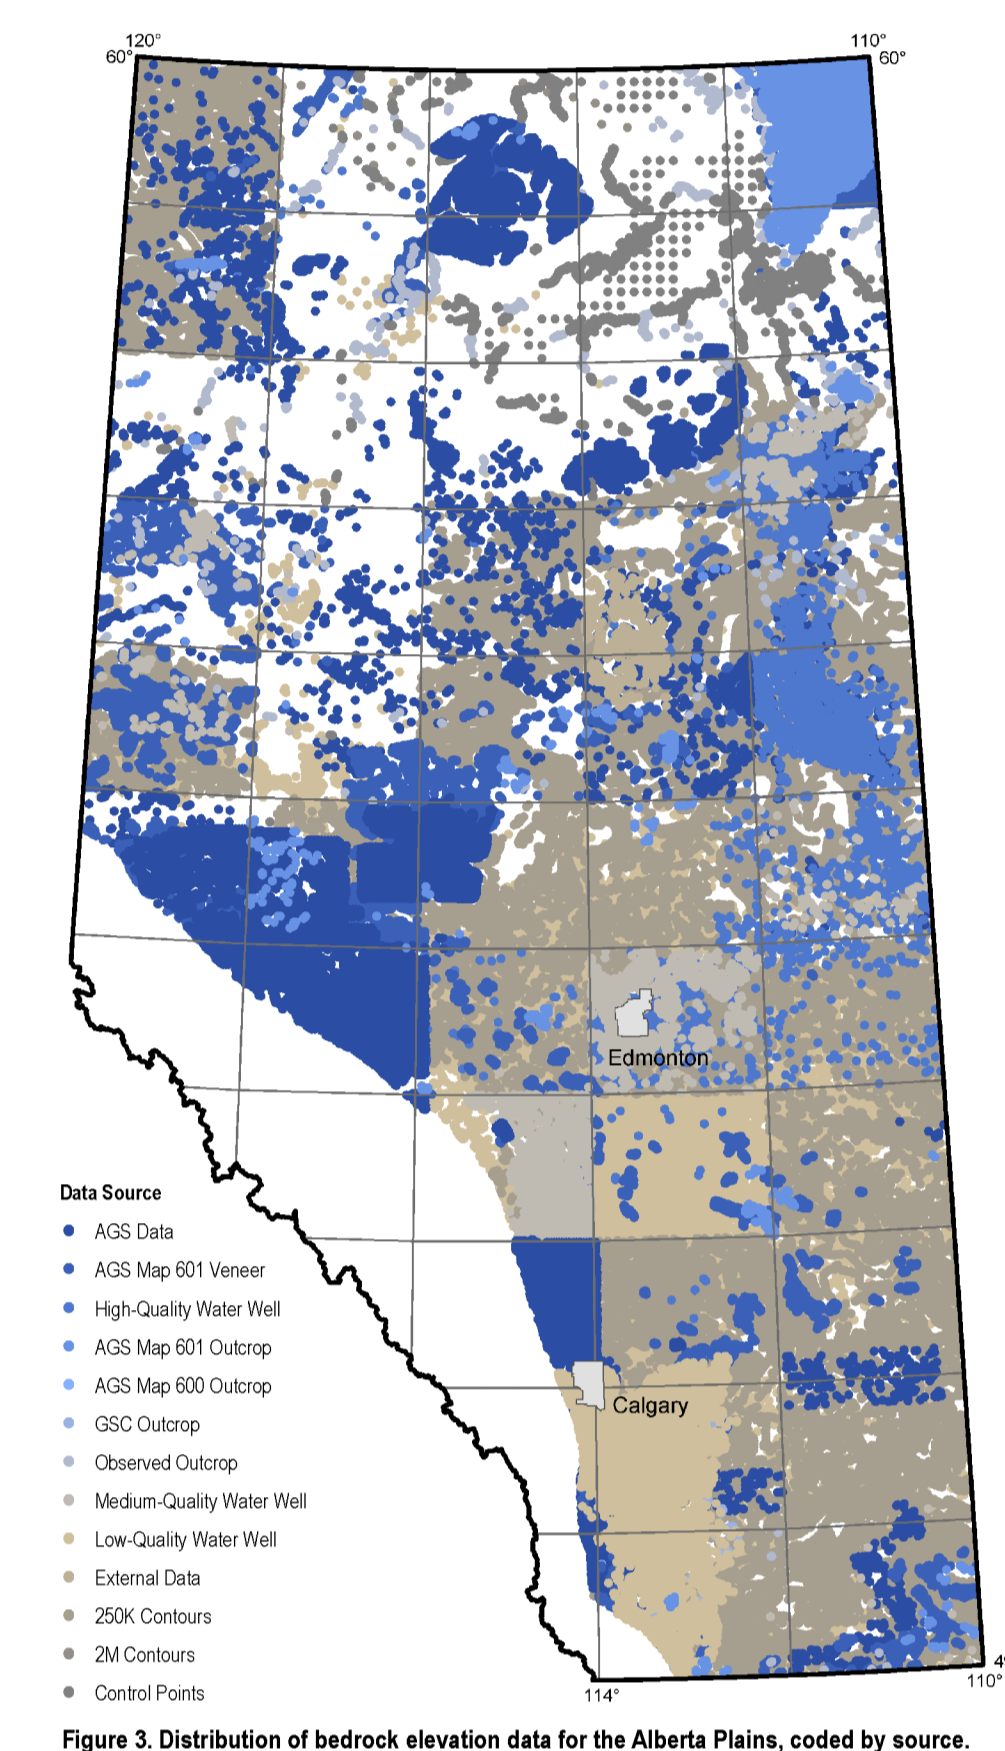 120°
60°
110°
60°
Edmonton
Data Source
AGS Data
AGS Map 601 Veneer
High-Quality Water Well
AGS Map 601 Outcrop
AGS Map 600 Outcrop
GSC Outcrop
Observed Outcrop
Medium-Quality Water Well
Low-Quality Water Well
External Data
250K Contours
2M Contours
Control Points
Calgary
114°
110°
Figure 3. Distribution of bedrock elevation data for the Alberta Plains, coded by source.